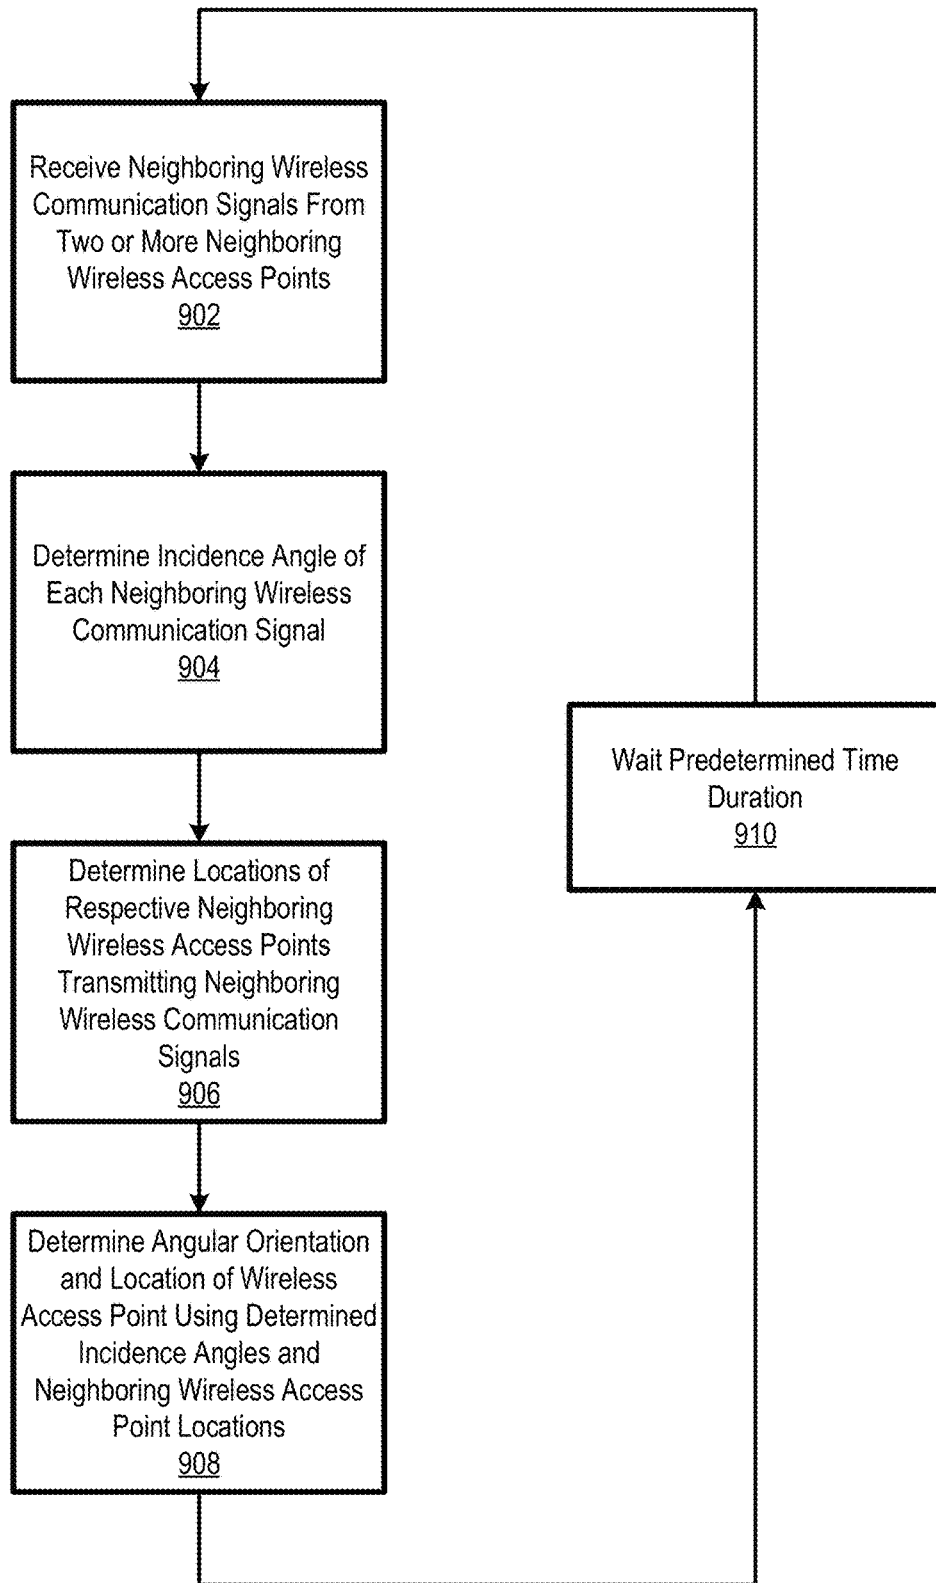 Receive Neighboring Wireless
Communication Signals From
Two or More Neighboring
Wireless Access Points
902
Determine Incidence Angle of
Each Neighboring Wireless
Communication Signal
904
Determine Locations of
Respective Neighboring
Wireless Access Points
Transmitting Neighboring
Wireless Communication
Signals
906
Determine Angular Orientation
and Location of Wireless
Access Point Using Determined
Incidence Angles and
Neighboring Wireless Access
Point Locations
908
Wait Predetermined Time
Duration
910